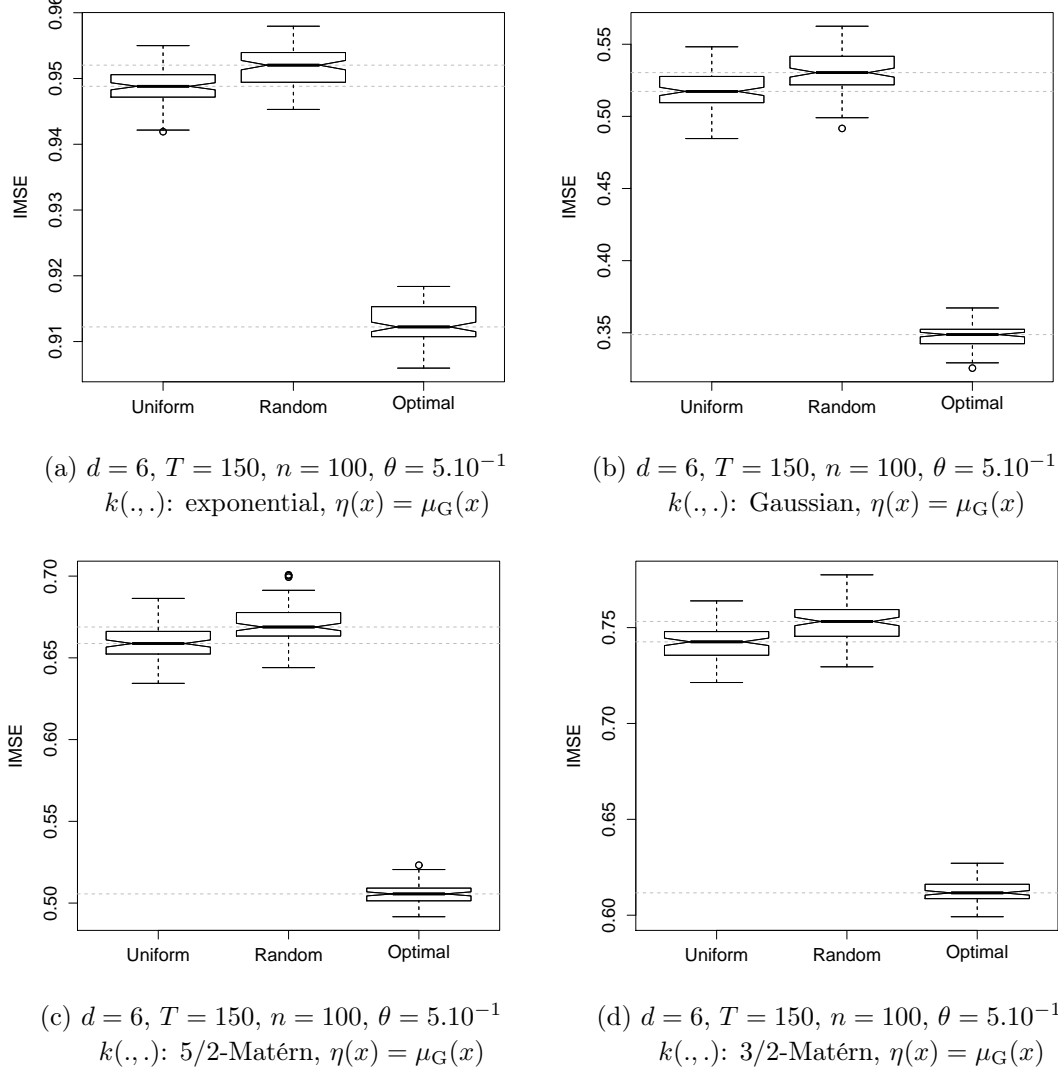 0.96
0.95
0.94
0.93
0.92
0.91
IMSE
Uniform Random Optimal
0.55
0.50
0.45
0.40
0.35
IMSE
Uniform Random Optimal
(a) d = 6, T = 150, n = 100, θ = 5.10⁻¹
k(.,.): exponential, η(x) = μ_G(x)
(b) d = 6, T = 150, n = 100, θ = 5.10⁻¹
k(.,.): Gaussian, η(x) = μ_G(x)
0.70
0.65
0.60
0.55
0.50
IMSE
Uniform Random Optimal
0.75
0.70
0.65
0.60
IMSE
Uniform Random Optimal
(c) d = 6, T = 150, n = 100, θ = 5.10⁻¹
k(.,.): 5/2-Matérn, η(x) = μ_G(x)
(d) d = 6, T = 150, n = 100, θ = 5.10⁻¹
k(.,.): 3/2-Matérn, η(x) = μ_G(x)